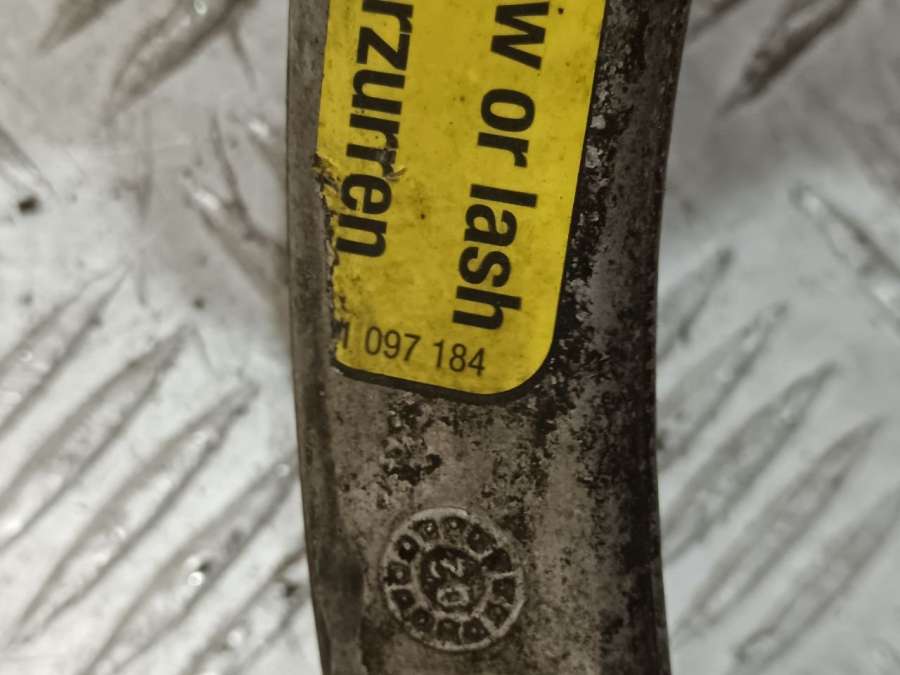 w or lash
rzurren
1 097 184